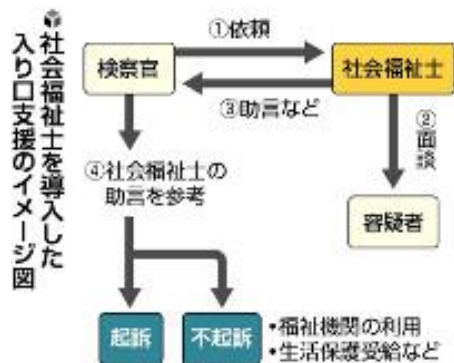 社会福祉士を導入した
入り口支援のイメージ図
①依頼
検察官
社会福祉士
③助言など
②面談
④社会福祉士の
助言を参考
容疑者
起訴
不起訴
•福祉機関の利用
•生活保護受給など